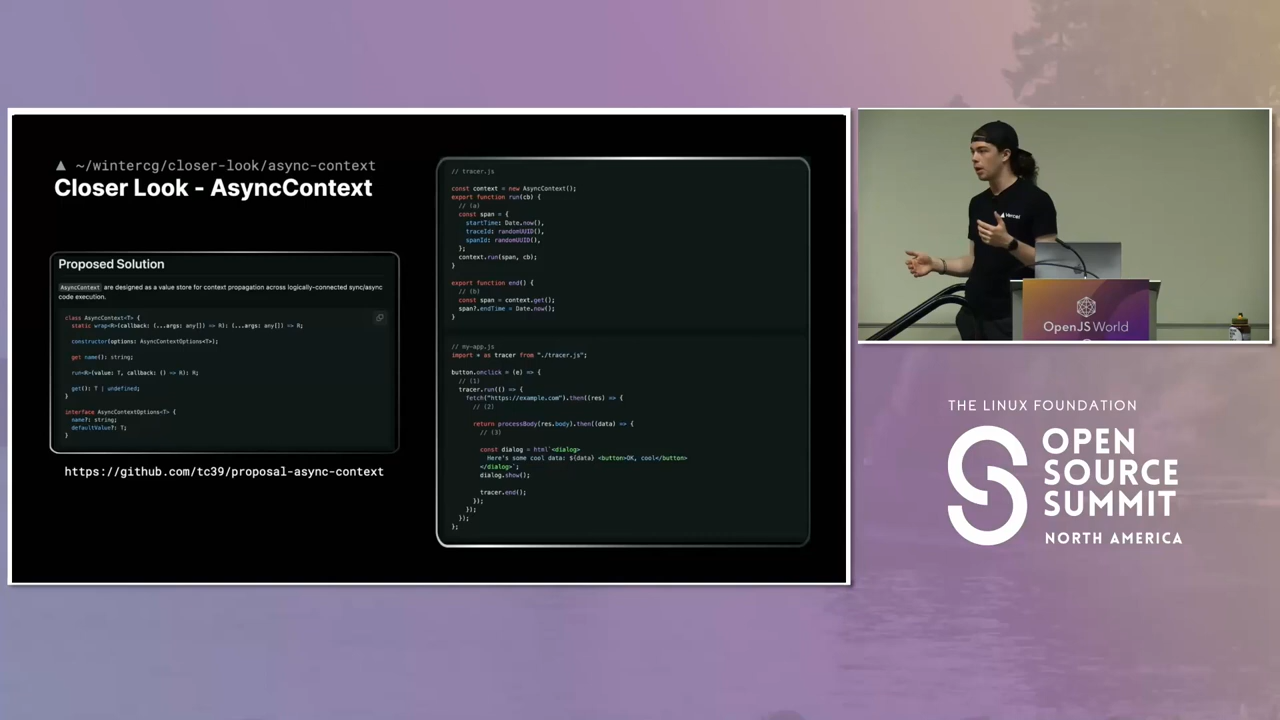 ▲ ~/wintercg/closer-look/async-context
Closer Look - AsyncContext
Proposed Solution
AsyncContext are designed as a value store for context propagation across logically-connected sync/async
code execution.
class AsyncContext<T> {
static wrap<R>(callback: (...args: any[]) => R): (...args: any[]) => R;
constructor(options: AsyncContextOptions<T>);
get name(): string;
run<R>(value: T, callback: () => R): R;
get(): T | undefined;
}
interface AsyncContextOptions<T> {
name?: string;
defaultValue?: T;
}
https://github.com/tc39/proposal-async-context
// tracer.js
const context = new AsyncContext();
export function run(cb) {
// (a)
const span = {
startTime: Date.now(),
traceId: randomUUID(),
spanId: randomUUID(),
};
context.run(span, cb);
}
export function end() {
// (b)
const span = context.get();
span?.endTime = Date.now();
}
// my-app.js
import * as tracer from "./tracer.js";
button.onclick = (e) => {
// (1)
tracer.run(() => {
fetch("https://example.com").then((res) => {
// (2)
return processBody(res.body).then((data) => {
// (3)
const dialog = html`<dialog>
Here's some cool data: ${data} <button>OK, cool</button>
</dialog>`;
dialog.show();
tracer.end();
});
});
});
};
Vercel
OpenJS World
THE LINUX FOUNDATION
OPEN
SOURCE
SUMMIT
NORTH AMERICA